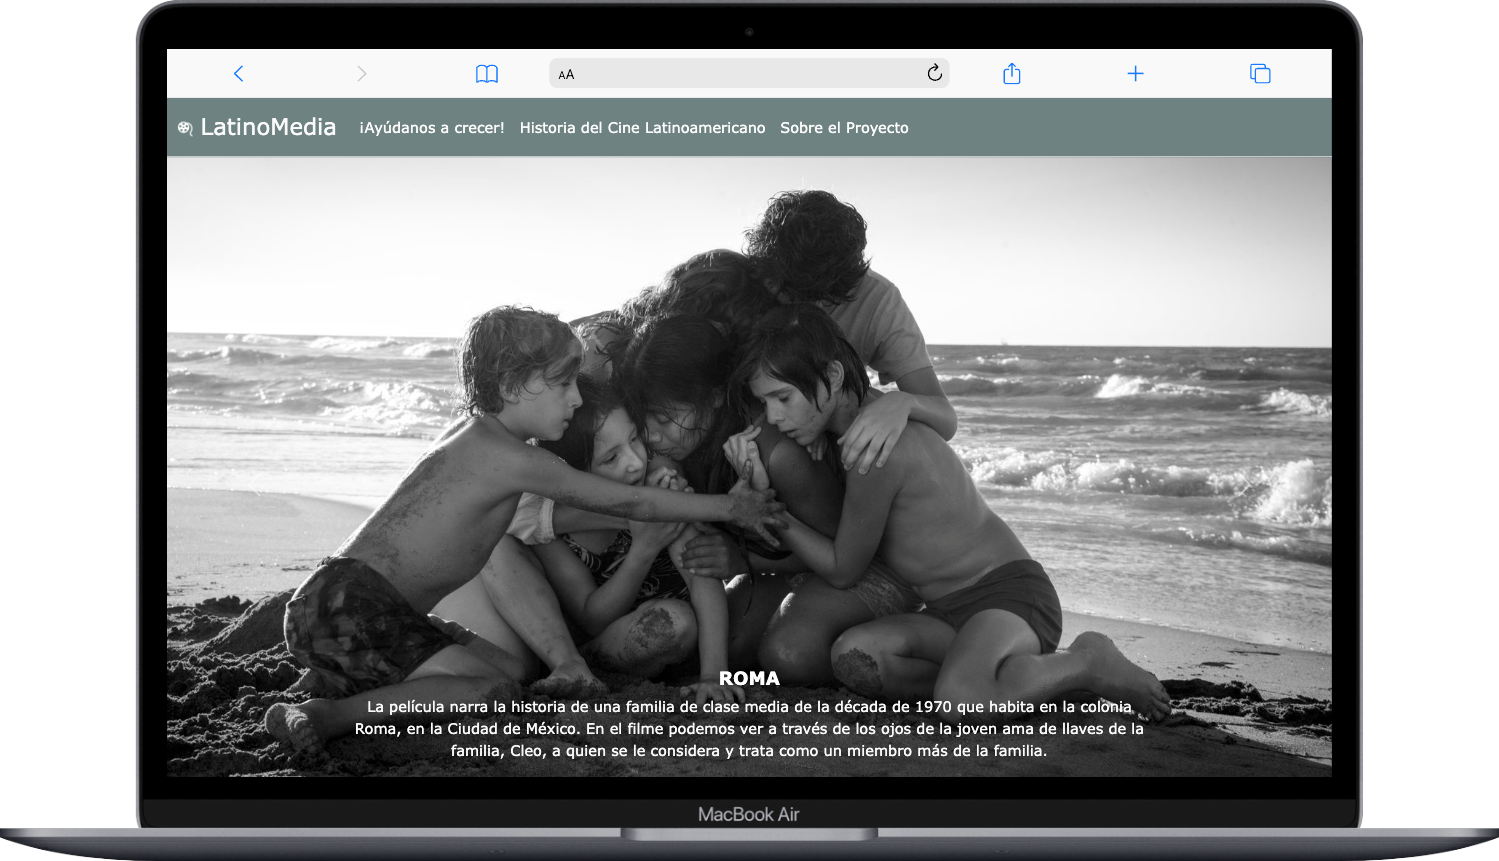 AA
LatinoMedia ¡Ayúdanos a crecer! Historia del Cine Latinoamericano Sobre el Proyecto
ROMA
La película narra la historia de una familia de clase media de la década de 1970 que habita en la colonia
Roma, en la Ciudad de México. En el filme podemos ver a través de los ojos de la joven ama de llaves de la
familia, Cleo, a quien se le considera y trata como un miembro más de la familia.
MacBook Air